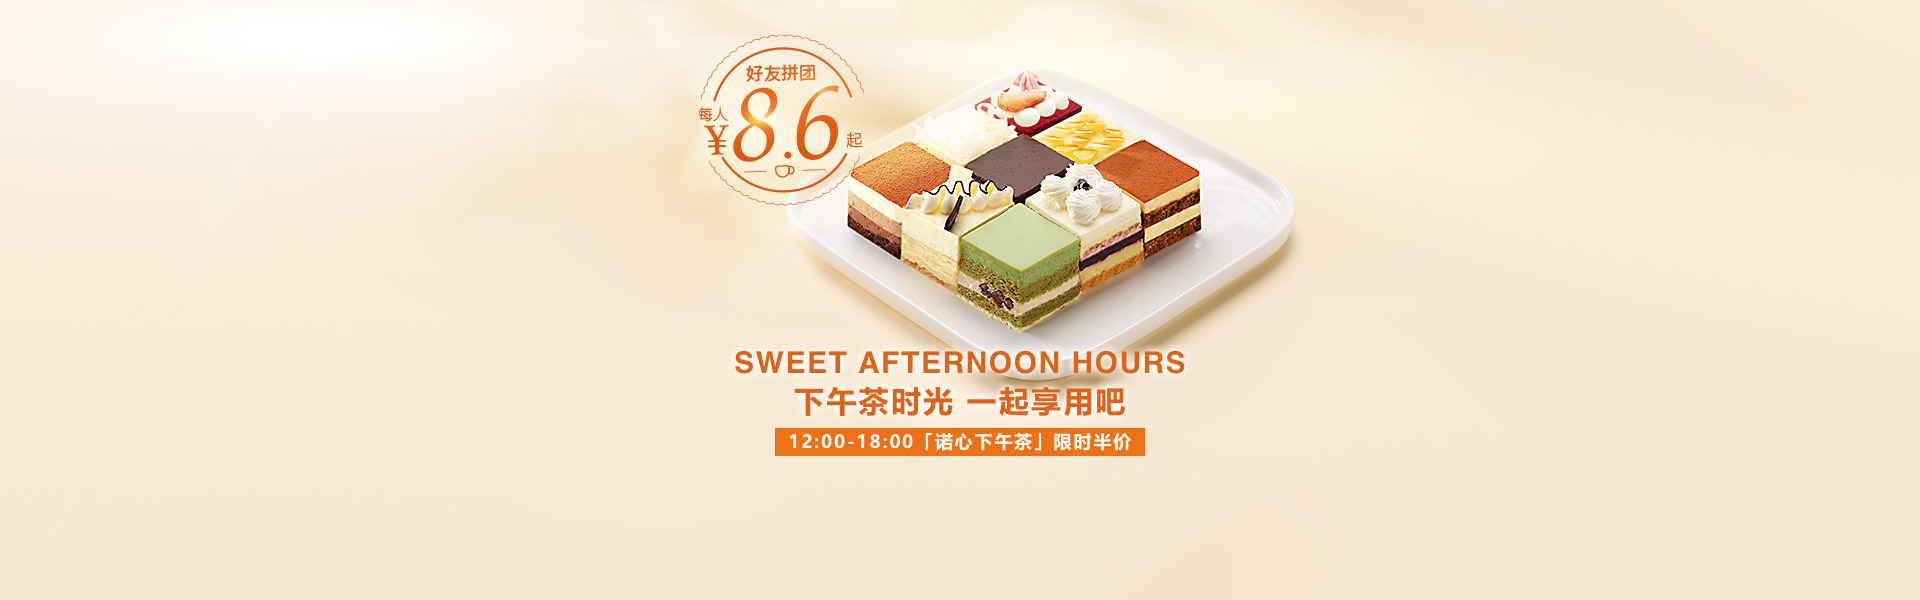 好友拼团
每人
¥8.6起
SWEET AFTERNOON HOURS
下午茶时光 一起享用吧
12:00-18:00「诺心下午茶」限时半价